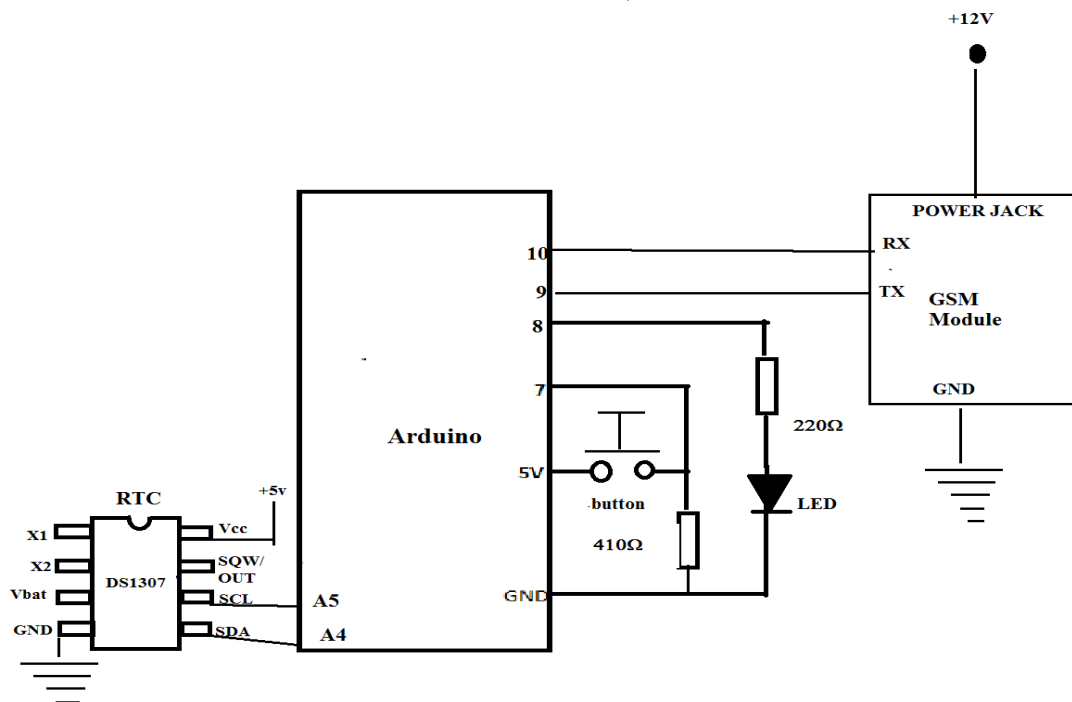 +12V
POWER JACK
10
RX
9
TX
GSM
Module
8
7
GND
220Ω
Arduino
5V
button
LED
+5v
RTC
410Ω
X1
Vcc
X2
SQW/
OUT
DS1307
Vbat
SCL
GND
A5
GND
SDA
A4